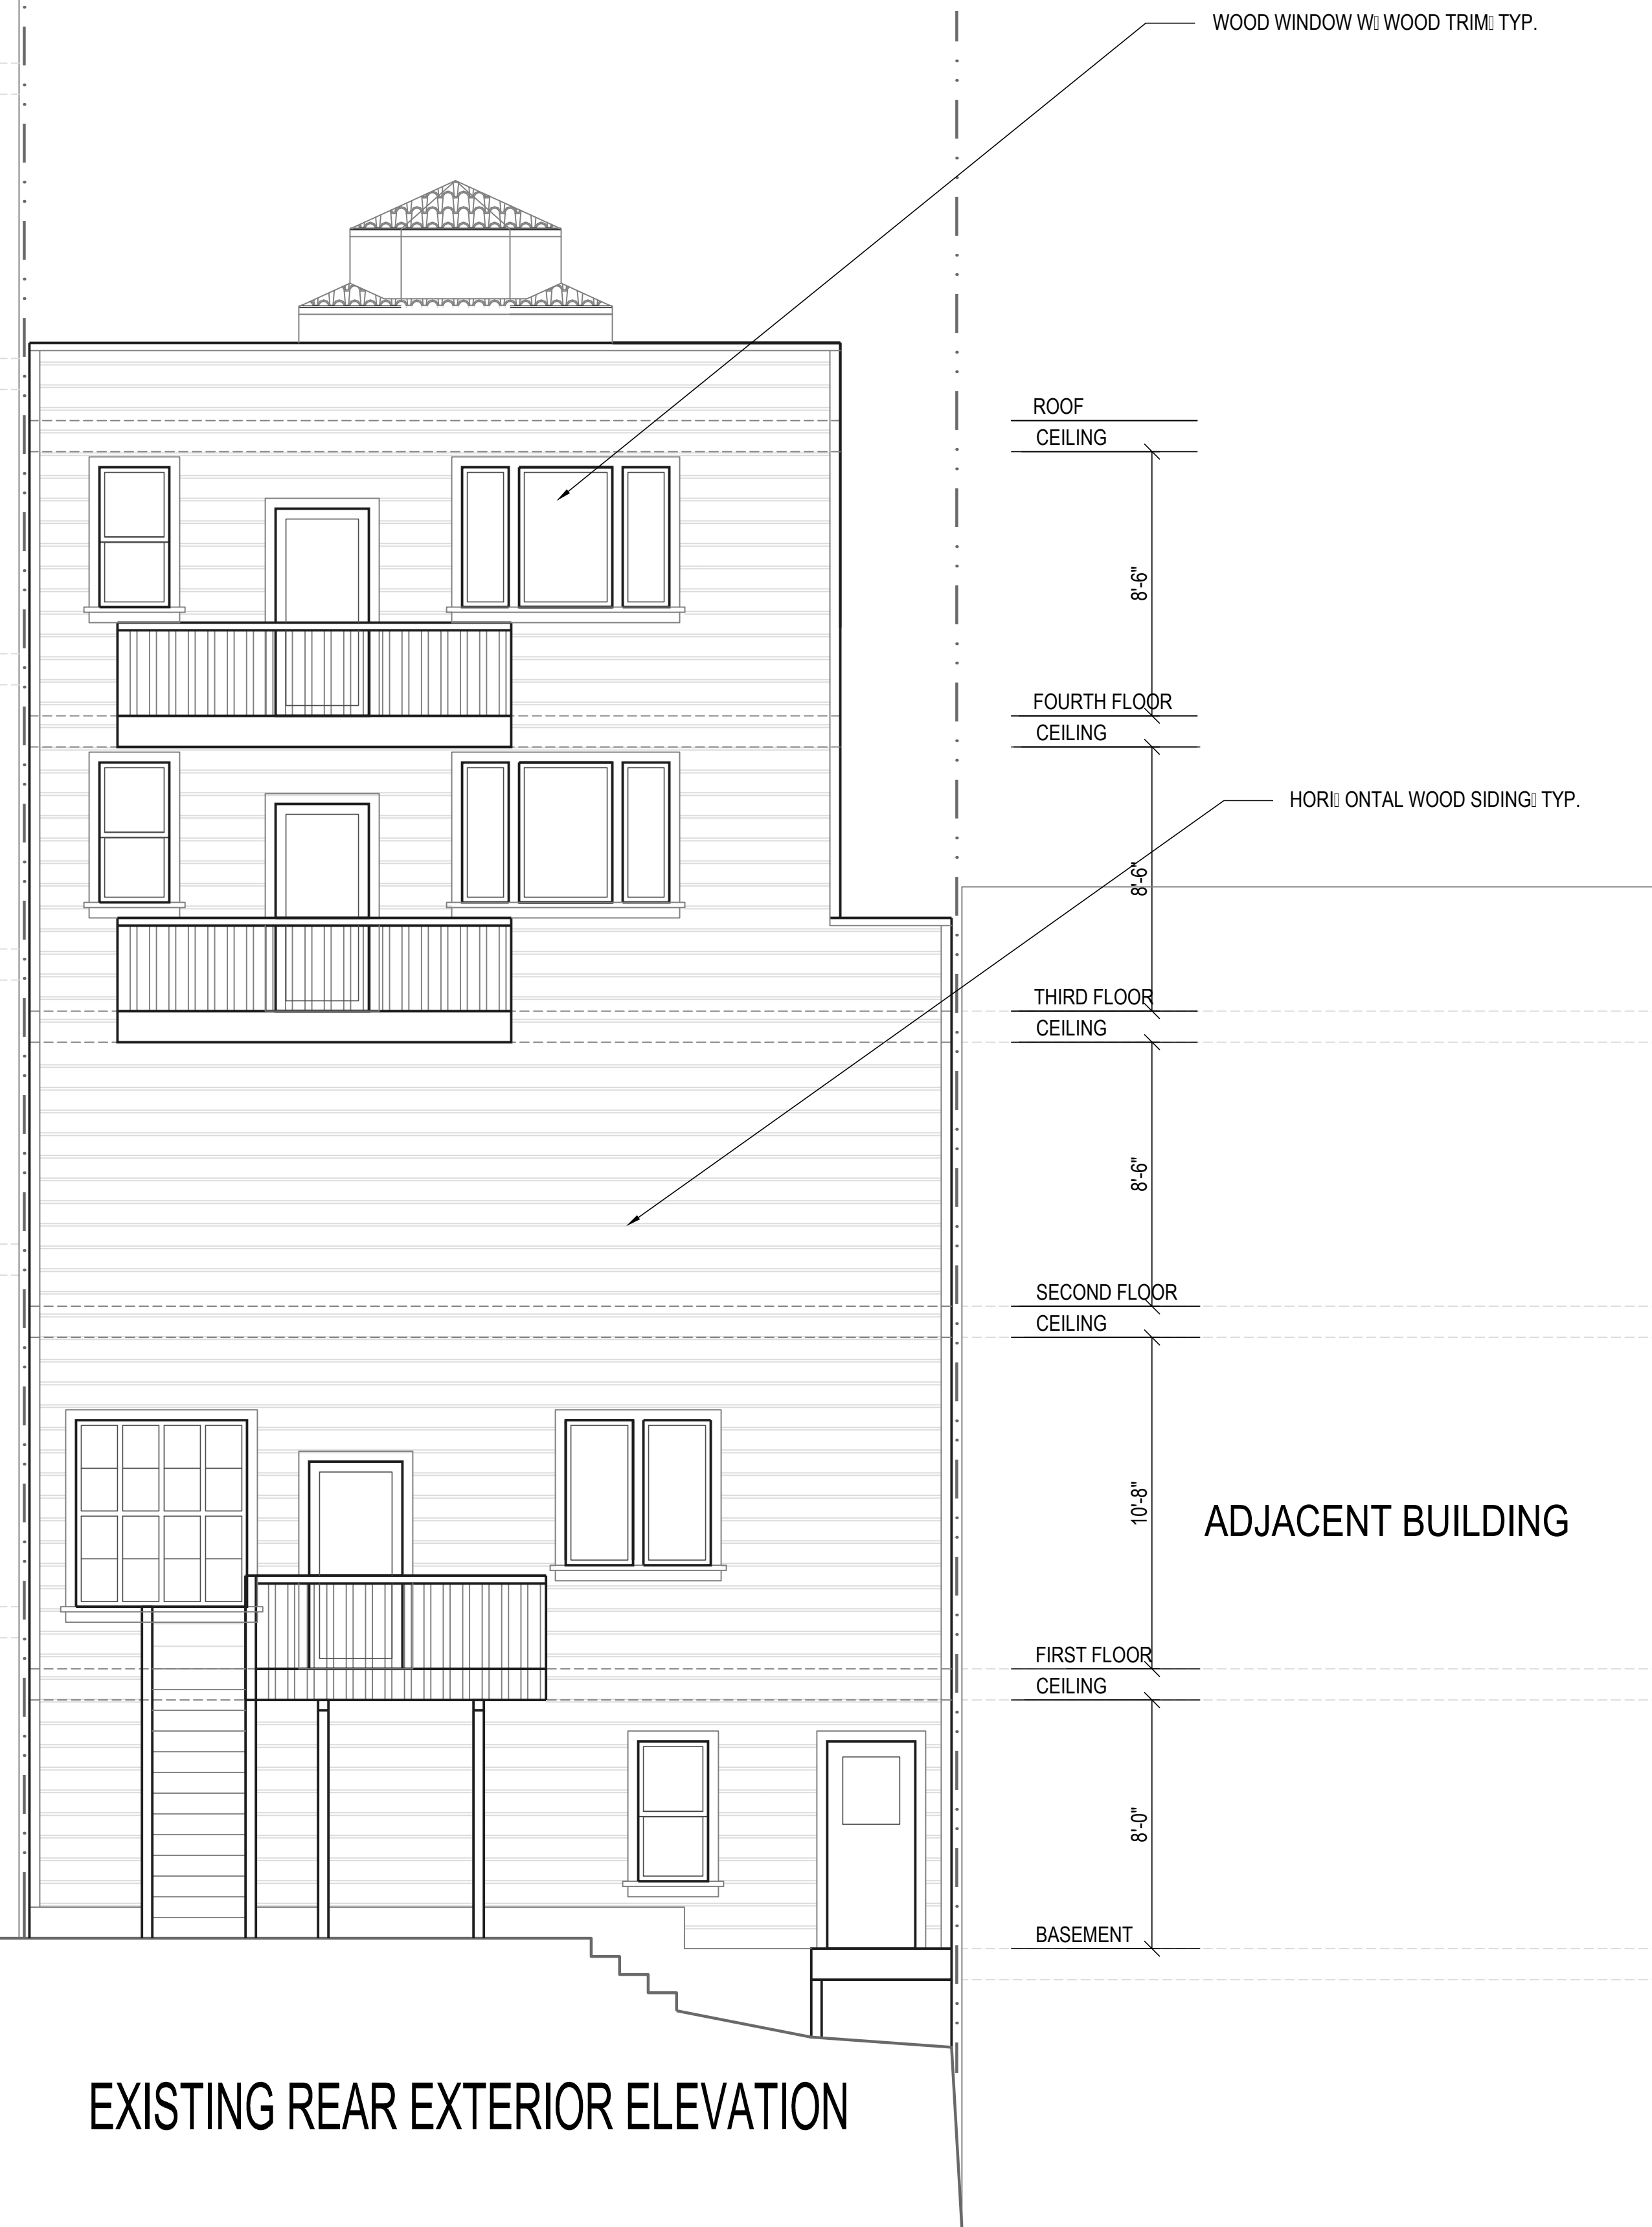 WOOD WINDOW W▯ WOOD TRIM▯ TYP.
ROOF
CEILING
8'-6"
FOURTH FLOOR
CEILING
HORI▯ ONTAL WOOD SIDING▯ TYP.
8'-6"
THIRD FLOOR
CEILING
8'-6"
SECOND FLOOR
CEILING
10'-8"
ADJACENT BUILDING
FIRST FLOOR
CEILING
8'-0"
BASEMENT
EXISTING REAR EXTERIOR ELEVATION